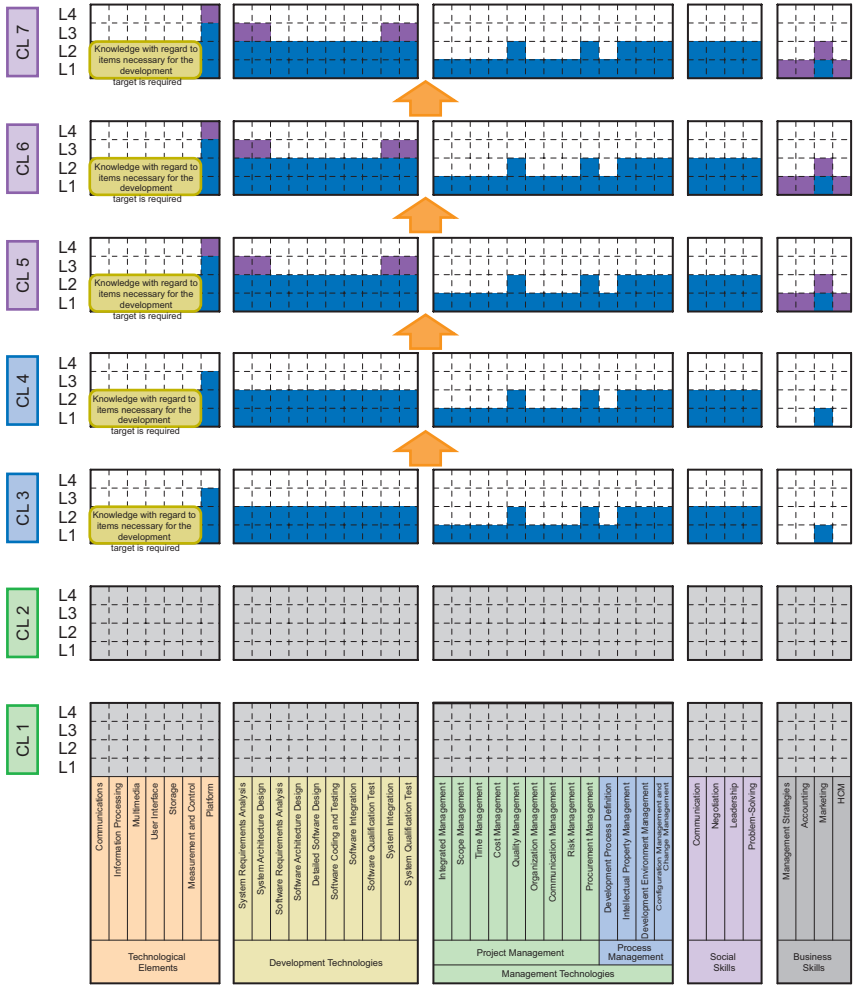 CL 7
L4
L3
L2
L1
Knowledge with regard to
items necessary for the
development
target is required
CL 6
L4
L3
L2
L1
Knowledge with regard to
items necessary for the
development
target is required
CL 5
L4
L3
L2
L1
Knowledge with regard to
items necessary for the
development
target is required
CL 4
L4
L3
L2
L1
Knowledge with regard to
items necessary for the
development
target is required
CL 3
L4
L3
L2
L1
Knowledge with regard to
items necessary for the
development
target is required
CL 2
L4
L3
L2
L1
CL 1
L4
L3
L2
L1
Communications
Information Processing
Multimedia
User Interface
Storage
Measurement and Control
Platform
System Requirements Analysis
System Architecture Design
Software Requirements Analysis
Software Architecture Design
Detailed Software Design
Software Coding and Testing
Software Integration
Software Qualification Test
System Integration
System Qualification Test
Integrated Management
Scope Management
Time Management
Cost Management
Quality Management
Organization Management
Communication Management
Risk Management
Procurement Management
Development Process Definition
Intellectual Property Management
Development Environment Management
Configuration Management and
Change Management
Communication
Negotiation
Leadership
Problem-Solving
Management Strategies
Accounting
Marketing
HCM
Technological
Elements
Development Technologies
Project Management
Process
Management
Management Technologies
Social
Skills
Business
Skills